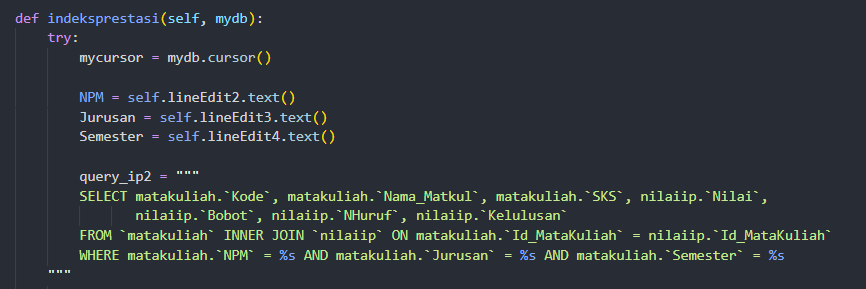 def indeksprestasi(self, mydb):
    try:
        mycursor = mydb.cursor()

        NPM = self.lineEdit2.text()
        Jurusan = self.lineEdit3.text()
        Semester = self.lineEdit4.text()

        query_ip2 = """
        SELECT matakuliah.`Kode`, matakuliah.`Nama_Matkul`, matakuliah.`SKS`, nilaiip.`Nilai`,
               nilaiip.`Bobot`, nilaiip.`NHuruf`, nilaiip.`Kelulusan`
        FROM `matakuliah` INNER JOIN `nilaiip` ON matakuliah.`Id_MataKuliah` = nilaiip.`Id_MataKuliah`
        WHERE matakuliah.`NPM` = %s AND matakuliah.`Jurusan` = %s AND matakuliah.`Semester` = %s
    """